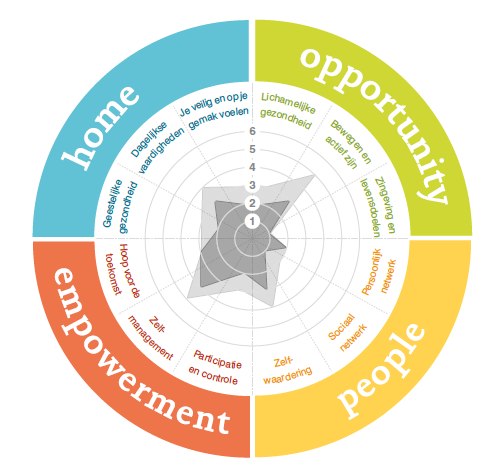 home
opportunity
people
empowerment
Lichamelijke
gezondheid
Bewegen en
actief zijn
Zingeving en
levensdoelen
Persoonlijk
netwerk
Sociaal
netwerk
Zelf-
waardering
Participatie
en controle
Zelf-
management
Hoop voor de
toekomst
Geestelijke
gezondheid
Dagelijkse
vaardigheden
Je veilig en op je
gemak voelen
6
5
4
3
2
1